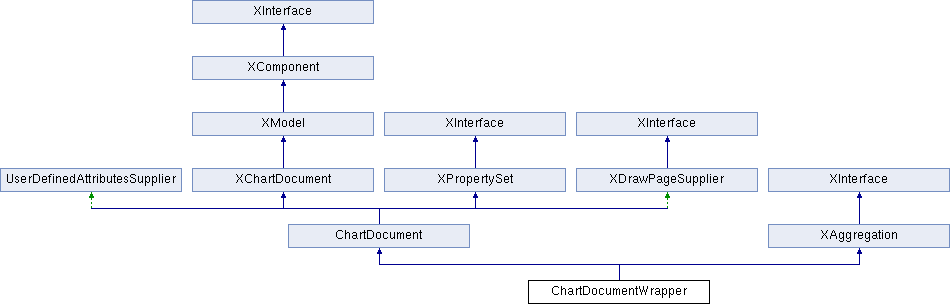 XInterface
XComponent
XModel
XInterface
XInterface
UserDefinedAttributesSupplier
XChartDocument
XPropertySet
XDrawPageSupplier
XInterface
ChartDocument
XAggregation
ChartDocumentWrapper